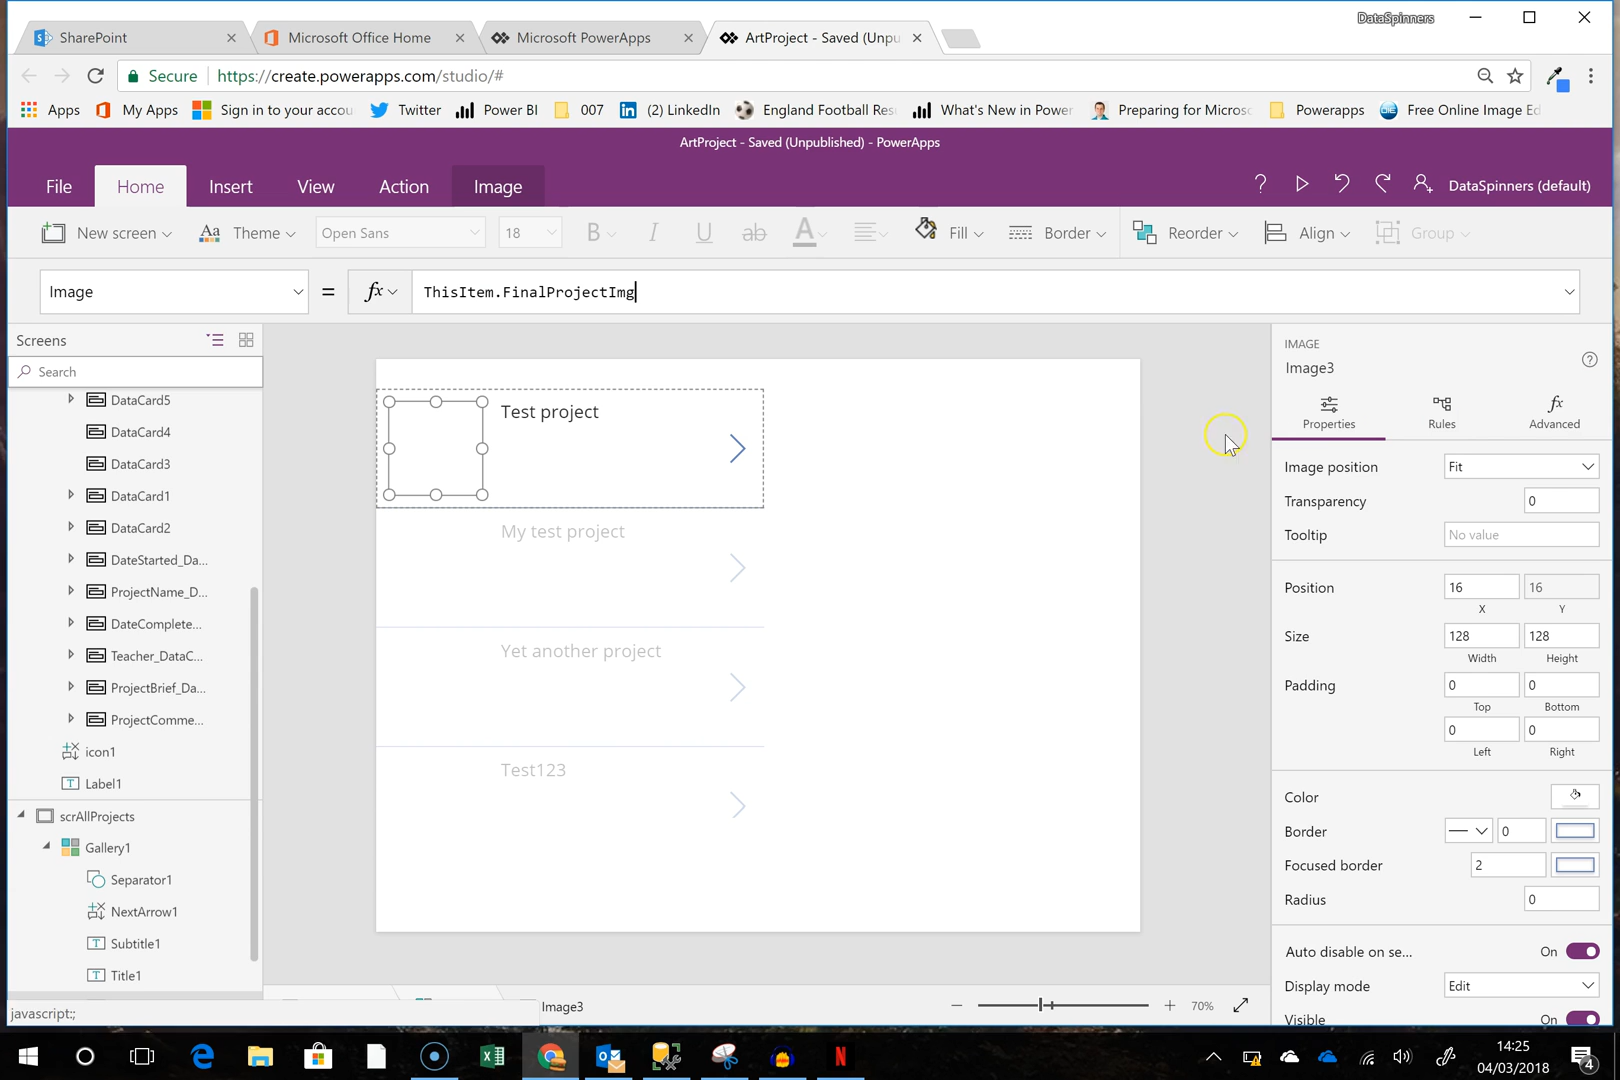 DataSpinners
SharePoint
Microsoft Office Home
Microsoft PowerApps
ArtProject - Saved (Unpu
Secure
https://create.powerapps.com/studio/#
Apps
My Apps
Sign in to your accou
Twitter
Power BI
007
(2) LinkedIn
England Football Res
What's New in Power
Preparing for Micros
Powerapps
Free Online Image Ed
ArtProject - Saved (Unpublished) - PowerApps
File
Home
Insert
View
Action
Image
?
DataSpinners (default)
New screen
Theme
Open Sans
18
B
I
U
ab
A
Fill
Border
Reorder
Align
Group
Image
=
fx
ThisItem.FinalProjectImg
Screens
Search
DataCard5
DataCard4
DataCard3
DataCard1
DataCard2
DateStarted_Da...
ProjectName_D...
DateComplete...
Teacher_DataC...
ProjectBrief_Da...
ProjectComme...
icon1
Label1
scrAllProjects
Gallery1
Separator1
NextArrow1
Subtitle1
Title1
javascript:;
Test project
My test project
Yet another project
Test123
Image3
70%
IMAGE
Image3
Properties
Rules
Advanced
Image position
Fit
Transparency
0
Tooltip
No value
Position
16
16
X
Y
Size
128
128
Width
Height
Padding
0
0
Top
Bottom
0
0
Left
Right
Color
Border
0
Focused border
2
Radius
0
Auto disable on se...
On
Display mode
Edit
Visible
On
14:25
04/03/2018
4